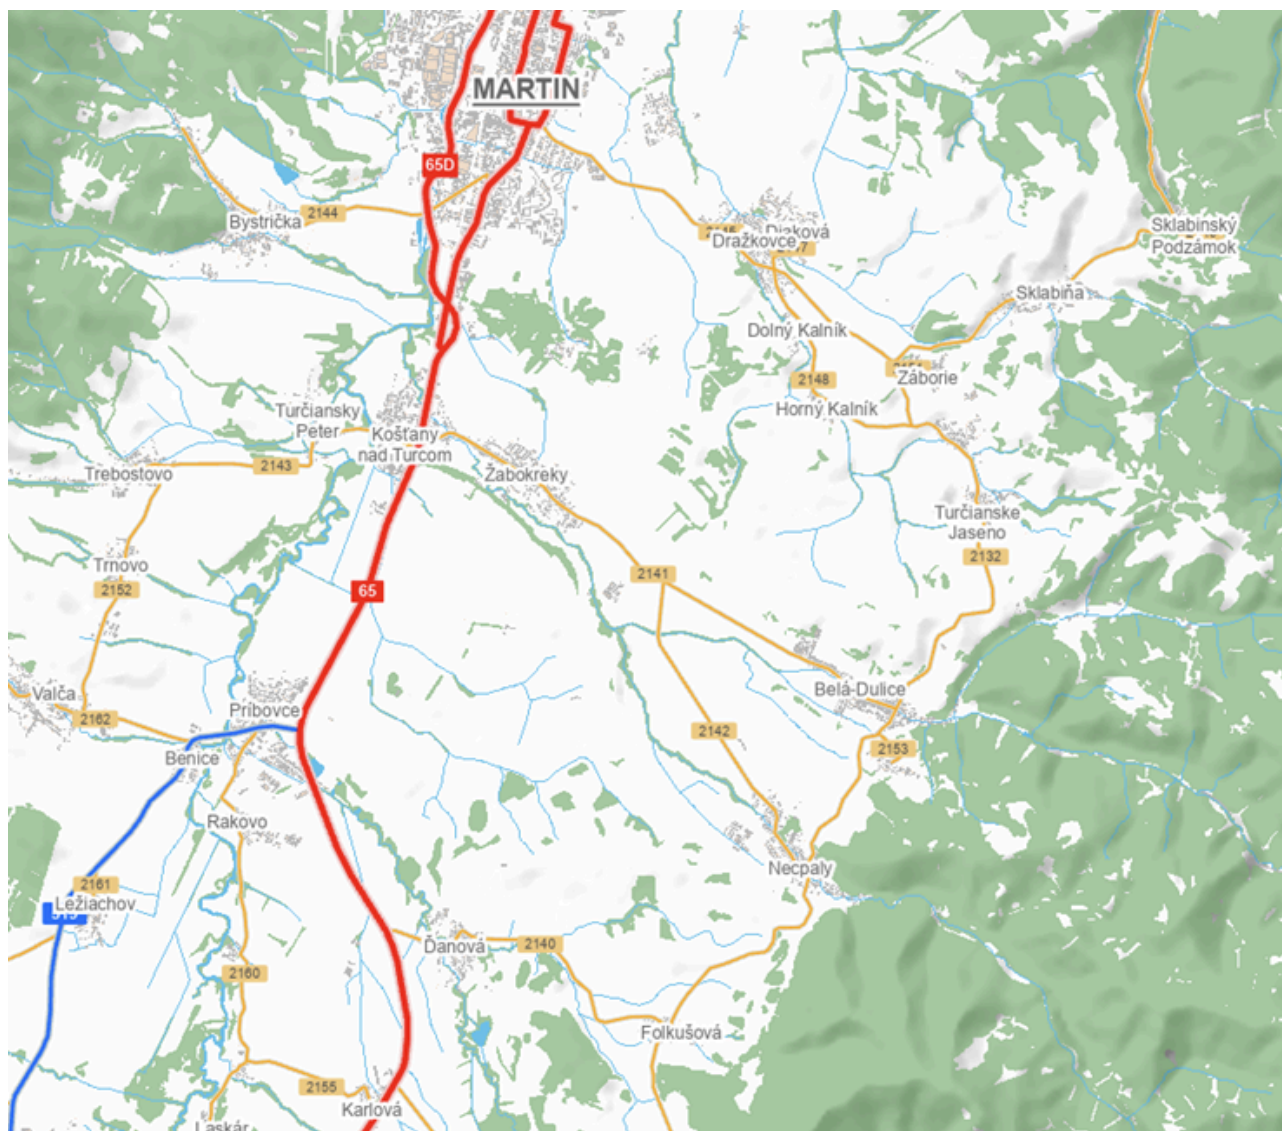 MARTIN
65D
2144
Bystrička
Sklabinský
Podzámok
Dražkovce
Sklabiňa
Dolný Kalník
2148
Záborie
Turčiansky
Peter
Košťany
nad Turcom
Horný Kalník
Trebostovo
2143
Žabokreky
Turčianske
Jaseno
Trnovo
2152
2141
2132
65
Valča
Príbovce
Belá-Dulice
2162
2142
2153
Benice
Rakovo
Necpaly
2161
Ležiachov
Ďanová
2140
2160
Folkušová
2155
Karlová
Laskár